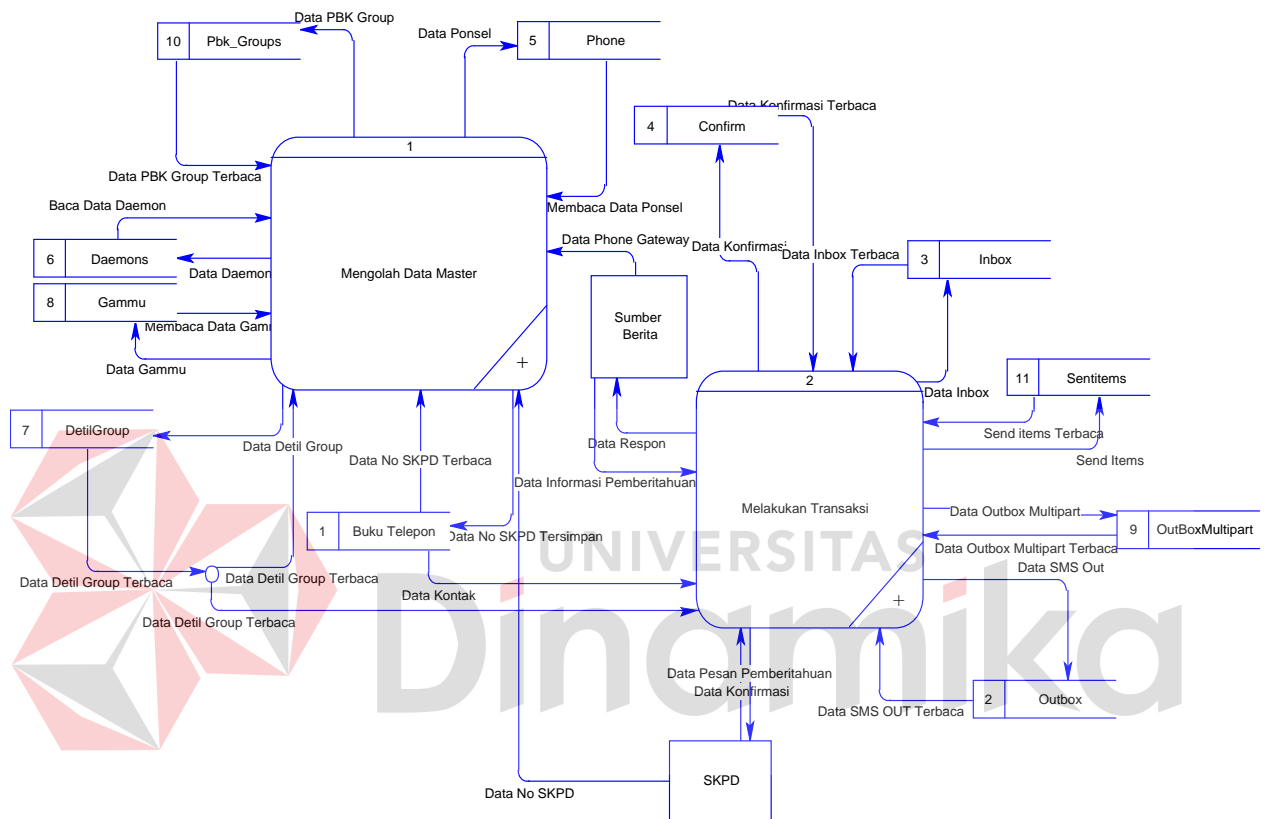 Data PBK Group
10 Pbk_Groups
Data Ponsel
5 Phone
Data Konfirmasi Terbaca
4 Confirm
1
Data PBK Group Terbaca
Baca Data Daemon
Membaca Data Ponsel
Data Phone Gateway
Data Konfirmasi
Data Inbox Terbaca
3 Inbox
6 Daemons
Data Daemon
Mengolah Data Master
8 Gammu
Membaca Data Gam
Data Gammu
Sumber
Berita
+
2
Data Inbox
11 Sentitems
7 DetilGroup
Data Detil Group
Data No SKPD Terbaca
Data Respon
Send items Terbaca
Send Items
Data Informasi Pemberitahuan
Melakukan Transaksi
Data Outbox Multipart
1 Buku Telepon
Data No SKPD Tersimpan
9 OutBoxMultipart
Data Outbox Multipart Terbaca
UNIVERSITAS
Dinamika
Data Detil Group Terbaca
Data Detil Group Terbaca
Data Kontak
Data SMS Out
+
Data Detil Group Terbaca
Data Pesan Pemberitahuan
Data Konfirmasi
2 Outbox
Data SMS OUT Terbaca
SKPD
Data No SKPD